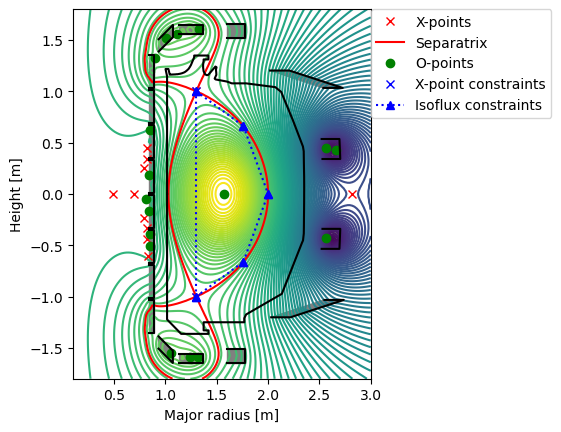 X-points
Separatrix
O-points
X-point constraints
Isoflux constraints
Height [m]
1.5
1.0
0.5
0.0
−0.5
−1.0
−1.5
0.5 1.0 1.5 2.0 2.5 3.0
Major radius [m]